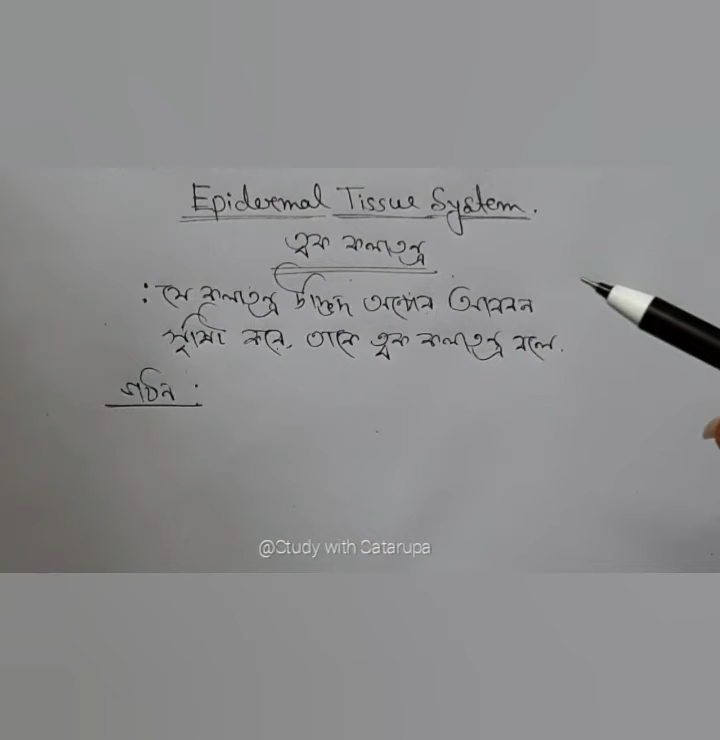 Epidermal Tissue System.
ত্বক কলাতন্ত্র
: যে কলাতন্ত্র উদ্ভিদ অঙ্গের আবরন
সৃষ্টি করে, তাকে ত্বক কলাতন্ত্র বলে.
গঠন :
@Study with Satarupa